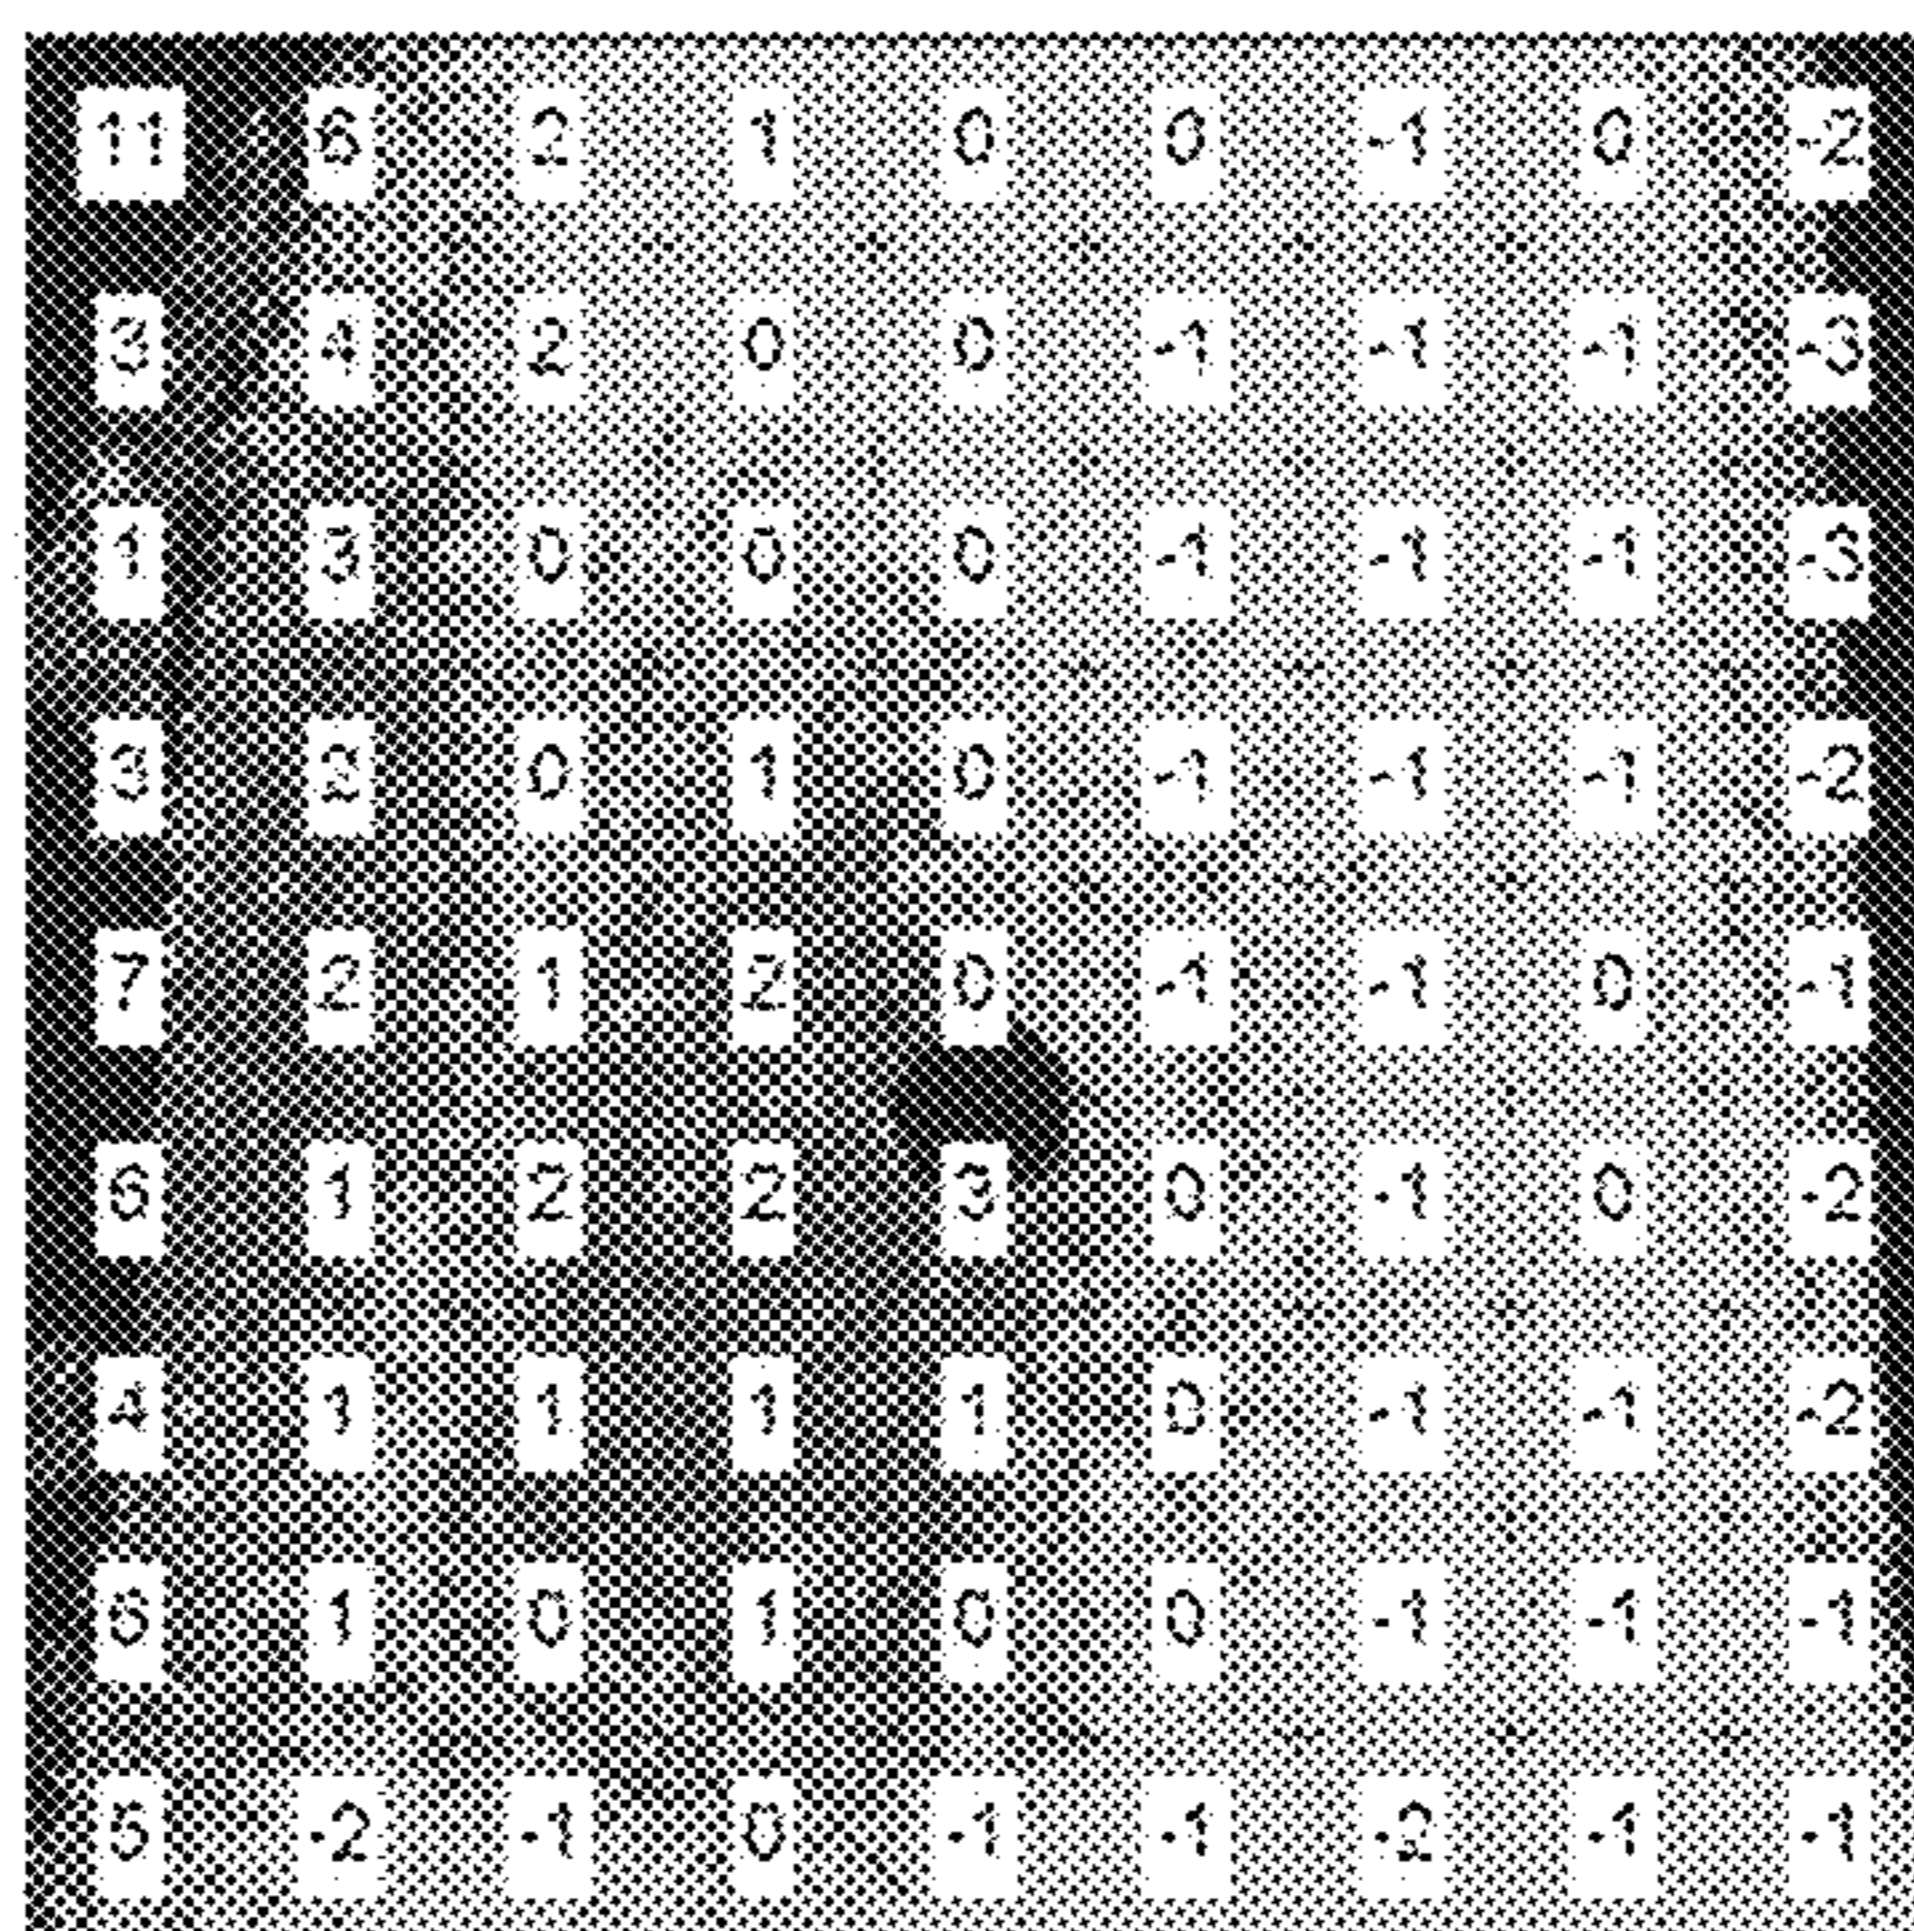 11 6 2 1 0 0 -1 0 -2
3 4 2 0 0 -1 -1 -1 -3
1 3 0 0 0 -1 -1 -1 -3
3 2 0 1 0 -1 -1 -1 -2
7 2 1 2 0 -1 -1 0 -1
6 1 2 2 3 0 -1 0 -2
4 1 1 1 1 0 -1 -1 -2
6 1 0 1 0 0 -1 -1 -1
5 -2 -1 0 -1 -1 -2 -1 -1